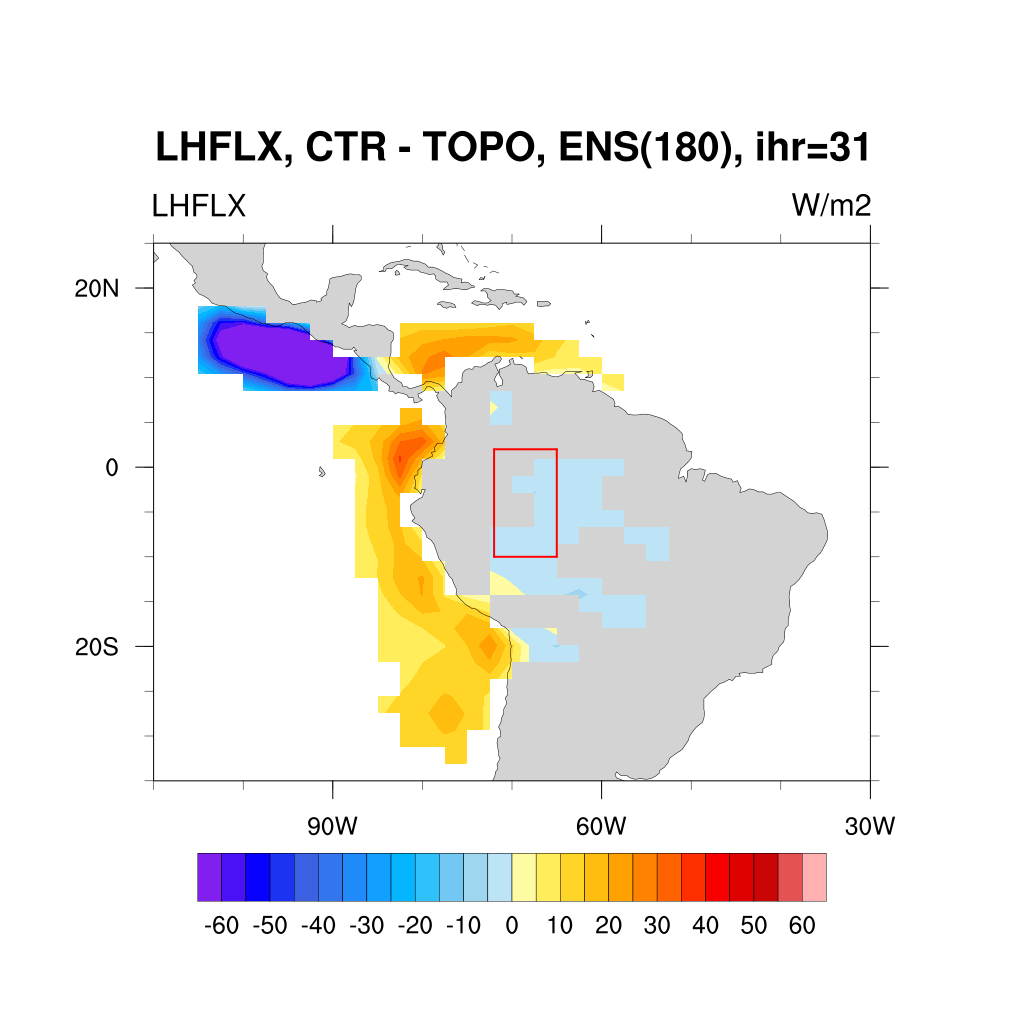 LHFLX, CTR - TOPO, ENS(180), ihr=31
LHFLX W/m2
20N
0
20S
90W 60W 30W
-60 -50 -40 -30 -20 -10 0 10 20 30 40 50 60